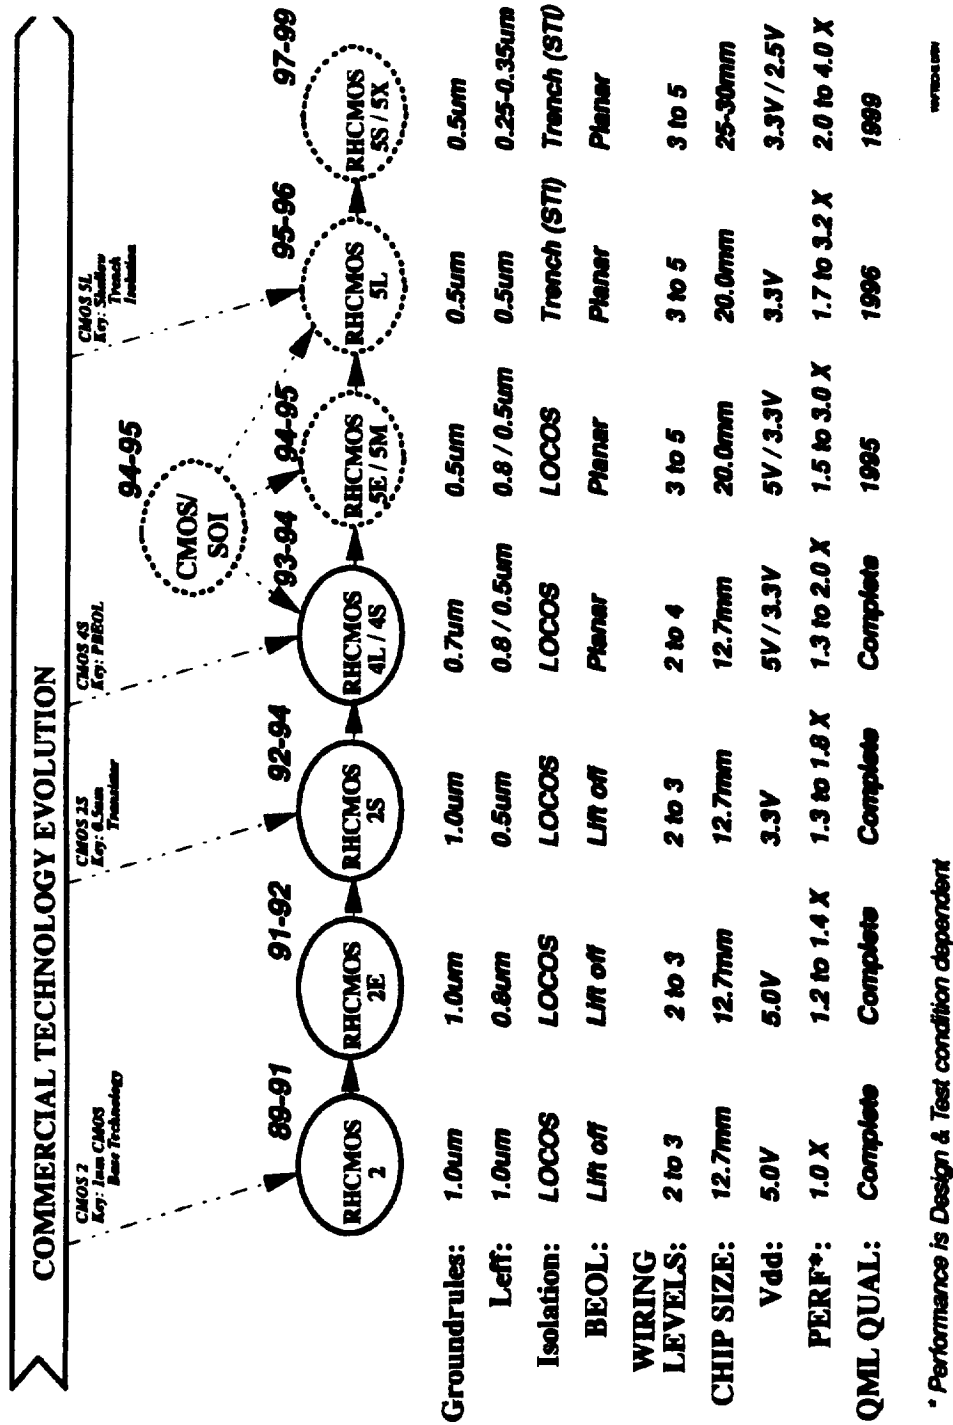 COMMERCIAL TECHNOLOGY EVOLUTION
CMOS 2
Key: 1um CMOS
Base Technology
CMOS 2S
Key: 0.5um
Transistor
CMOS 4S
Key: PBEOL
CMOS 5L
Key: Shallow
Trench
Isolation
94-95
CMOS/
SOI
89-91
91-92
92-94
93-94
94-95
95-96
97-99
RHCMOS
2
RHCMOS
2E
RHCMOS
2S
RHCMOS
4L / 4S
RHCMOS
5E / 5M
RHCMOS
5L
RHCMOS
5S / 5X
Groundrules: 1.0um 1.0um 1.0um 0.7um 0.5um 0.5um 0.5um
Leff: 1.0um 0.8um 0.5um 0.8 / 0.5um 0.8 / 0.5um 0.5um 0.25-0.35um
Isolation: LOCOS LOCOS LOCOS LOCOS LOCOS Trench (STI) Trench (STI)
BEOL: Lift off Lift off Lift off Planar Planar Planar Planar
WIRING
LEVELS: 2 to 3 2 to 3 2 to 3 2 to 4 3 to 5 3 to 5 3 to 5
CHIP SIZE: 12.7mm 12.7mm 12.7mm 12.7mm 20.0mm 20.0mm 25-30mm
Vdd: 5.0V 5.0V 3.3V 5V / 3.3V 5V / 3.3V 3.3V 3.3V / 2.5V
PERF*: 1.0 X 1.2 to 1.4 X 1.3 to 1.8 X 1.3 to 2.0 X 1.5 to 3.0 X 1.7 to 3.2 X 2.0 to 4.0 X
QML QUAL: Complete Complete Complete Complete 1995 1996 1999
* Performance is Design & Test condition dependent